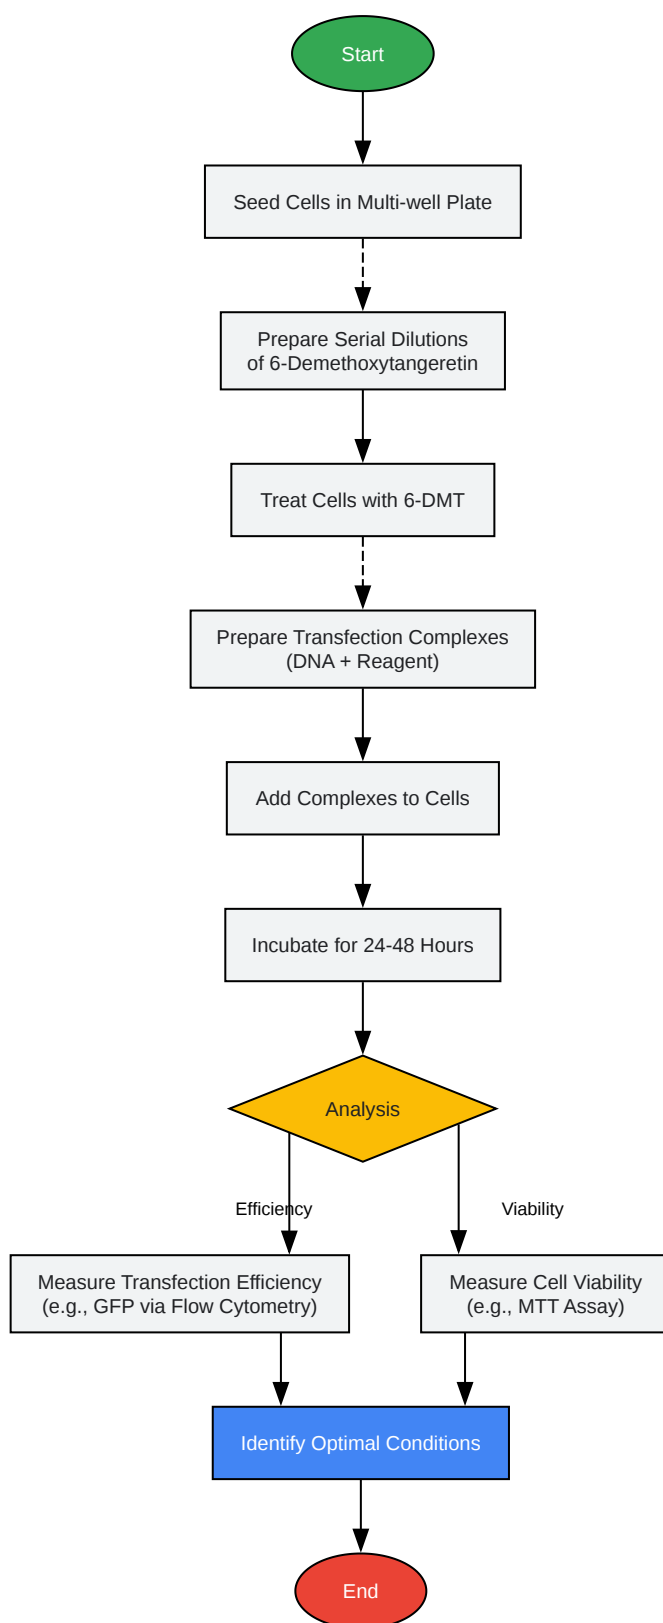 Start
Seed Cells in Multi-well Plate
Prepare Serial Dilutions
of 6-Demethoxytangeretin
Treat Cells with 6-DMT
Prepare Transfection Complexes
(DNA + Reagent)
Add Complexes to Cells
Incubate for 24-48 Hours
Analysis
Efficiency
Viability
Measure Transfection Efficiency
(e.g., GFP via Flow Cytometry)
Measure Cell Viability
(e.g., MTT Assay)
Identify Optimal Conditions
End